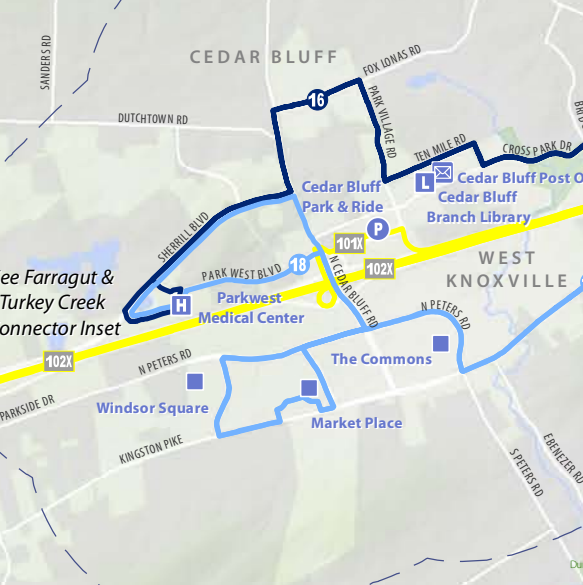 SANDERS RD
CEDAR BLUFF
FOX LONAS RD
16
DUTCHTOWN RD
PARK VILLAGE RD
TEN MILE RD
CROSS PARK DR
L
Cedar Bluff Post O
Cedar Bluff
Branch Library
Cedar Bluff
Park & Ride
P
SHERRILL BLVD
101X
102X
18
PARK WEST BLVD
N CEDAR BLUFF RD
WEST
KNOXVILLE
ee Farragut &
Turkey Creek
onnector Inset
H
Parkwest
Medical Center
N PETERS RD
102X
N PETERS RD
The Commons
PARKSIDE DR
Windsor Square
Market Place
KINGSTON PIKE
S PETERS RD
EBENEZER RD
Du